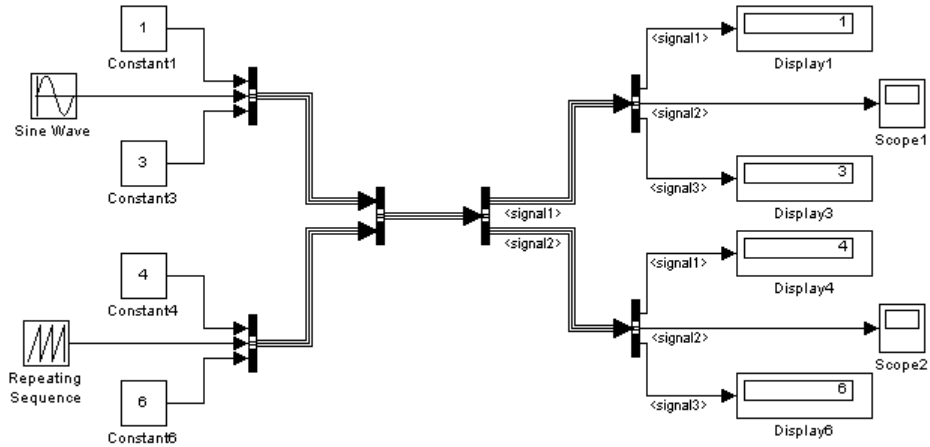 1
Constant1
Sine Wave
3
Constant3
4
Constant4
Repeating
Sequence
6
Constant6
<signal1>
<signal2>
<signal1>
1
Display1
<signal2>
Scope1
<signal3>
3
Display3
<signal1>
4
Display4
<signal2>
Scope2
<signal3>
6
Display6